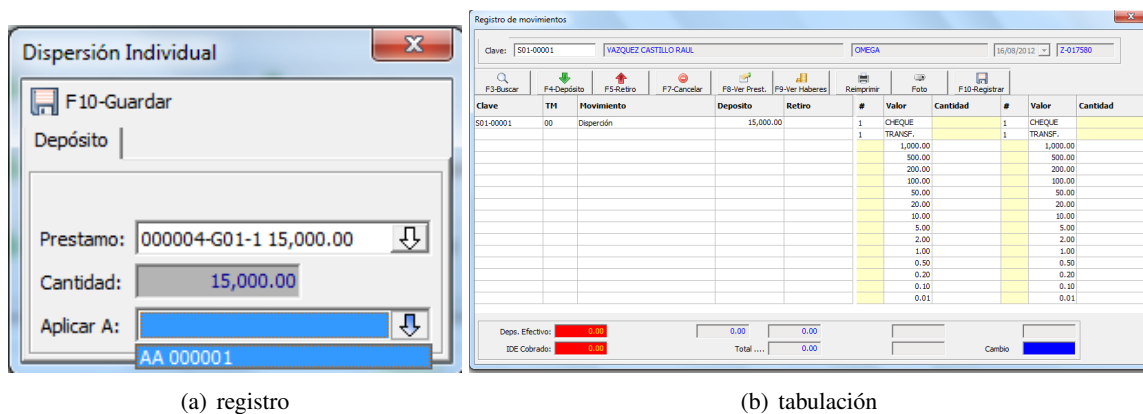 Dispersión Individual
F10-Guardar
Depósito
Prestamo: 000004-G01-1 15,000.00
Cantidad: 15,000.00
Aplicar A:
AA 000001
(a) registro
Registro de movimientos
Clave: S01-00001 VAZQUEZ CASTILLO RAUL OMEGA 16/08/2012 Z-017580
F3-Buscar F4-Depósito F5-Retiro F7-Cancelar F8-Ver Prest. F9-Ver Haberes Reimprimir Foto F10-Registrar
Clave TM Movimiento Deposito Retiro # Valor Cantidad # Valor Cantidad
S01-00001 00 Disperción 15,000.00 1 CHEQUE 1 CHEQUE
1 TRANSF. 1 TRANSF.
1,000.00 1,000.00
500.00 500.00
200.00 200.00
100.00 100.00
50.00 50.00
20.00 20.00
10.00 10.00
5.00 5.00
2.00 2.00
1.00 1.00
0.50 0.50
0.20 0.20
0.10 0.10
0.01 0.01
Deps. Efectivo: 0.00 0.00 0.00
IDE Cobrado: 0.00 Total .... 0.00 Cambio
(b) tabulación